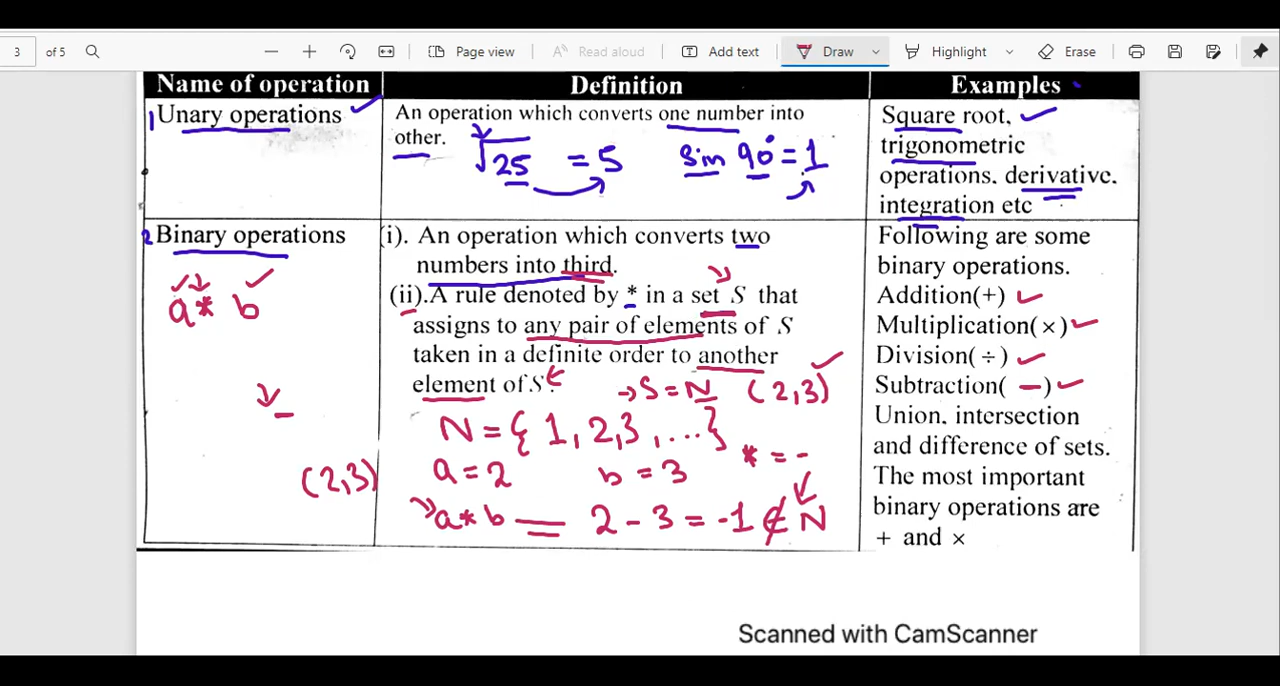 3 of 5 Page view Read aloud Add text Draw Highlight Erase
Name of operation Definition Examples
1 Unary operations
An operation which converts one number into
other.
√25 = 5 sin 90° = 1
Square root,
trigonometric
operations, derivative,
integration etc
2 Binary operations
a * b
(2,3)
(i). An operation which converts two
numbers into third.
(ii).A rule denoted by * in a set S that
assigns to any pair of elements of S
taken in a definite order to another
element of S.
→ S = N (2,3)
N = { 1, 2, 3, ... }
* = -
a = 2 b = 3
a * b = 2 - 3 = -1 ∉ N
Following are some
binary operations.
Addition(+)
Multiplication(×)
Division(÷)
Subtraction( − )
Union, intersection
and difference of sets.
The most important
binary operations are
+ and ×
Scanned with CamScanner